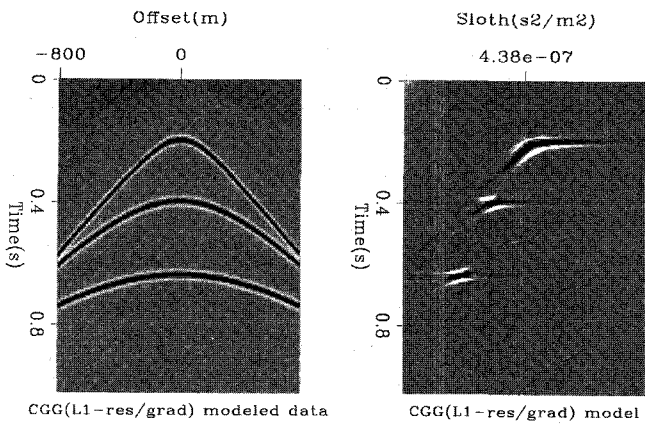 Offset(m)
-800 0
0
0.4
0.8
Time(s)
CGG(L1-res/grad) modeled data
Sloth(s2/m2)
4.38e-07
0
0.4
0.8
Time(s)
CGG(L1-res/grad) model